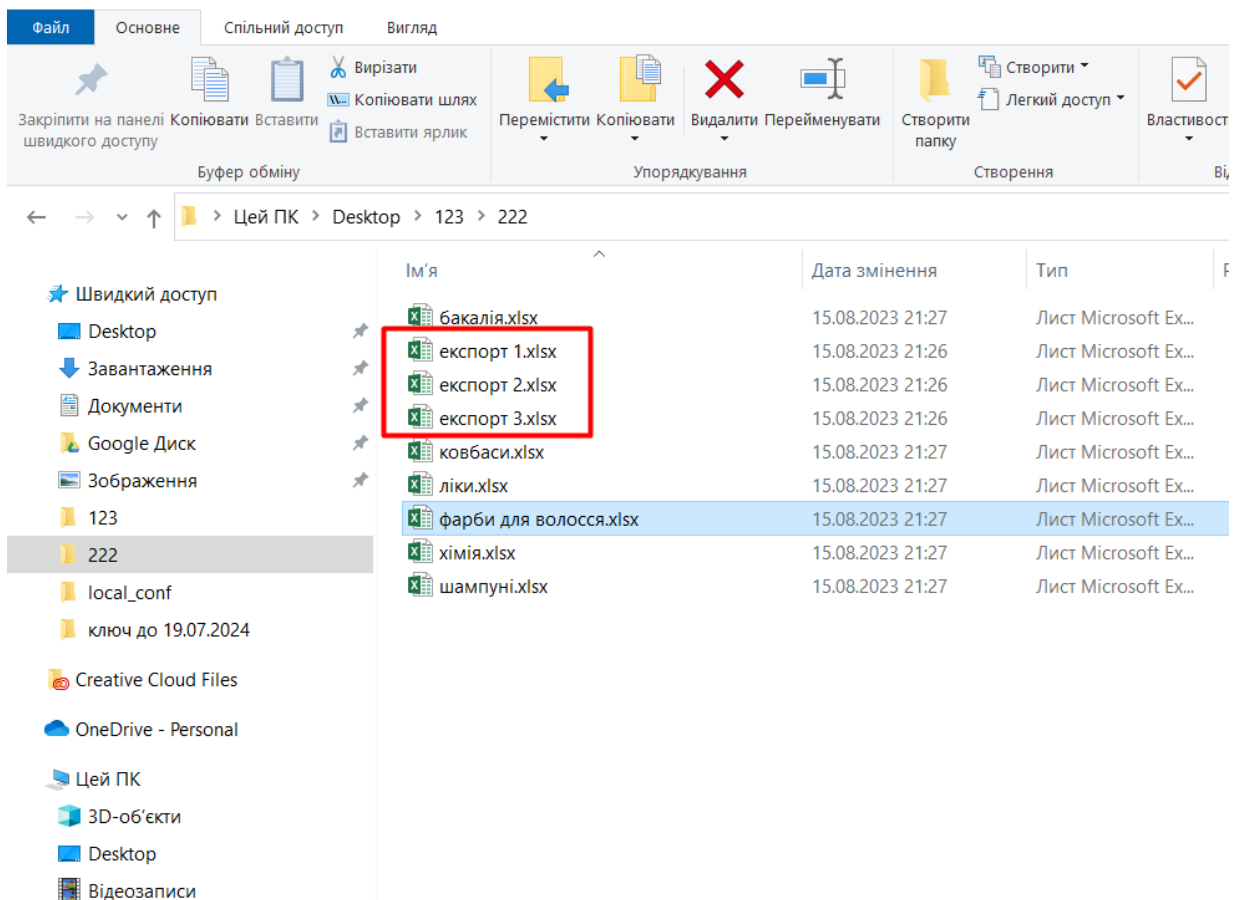 Файл Основне Спільний доступ Вигляд
Закріпити на панелі швидкого доступу
Копіювати
Вставити
Вирізати
Копіювати шлях
Вставити ярлик
Буфер обміну
Перемістити
Копіювати
Видалити
Перейменувати
Упорядкування
Створити папку
Створити
Легкий доступ
Створення
Властивост
Ві
Цей ПК > Desktop > 123 > 222
Швидкий доступ
Desktop
Завантаження
Документи
Google Диск
Зображення
123
222
local_conf
ключ до 19.07.2024
Creative Cloud Files
OneDrive - Personal
Цей ПК
3D-об'єкти
Desktop
Відеозаписи
Ім'я Дата змінення Тип
бакалія.xlsx 15.08.2023 21:27 Лист Microsoft Ex...
експорт 1.xlsx 15.08.2023 21:26 Лист Microsoft Ex...
експорт 2.xlsx 15.08.2023 21:26 Лист Microsoft Ex...
експорт 3.xlsx 15.08.2023 21:26 Лист Microsoft Ex...
ковбаси.xlsx 15.08.2023 21:27 Лист Microsoft Ex...
ліки.xlsx 15.08.2023 21:27 Лист Microsoft Ex...
фарби для волосся.xlsx 15.08.2023 21:27 Лист Microsoft Ex...
хімія.xlsx 15.08.2023 21:27 Лист Microsoft Ex...
шампуні.xlsx 15.08.2023 21:27 Лист Microsoft Ex...